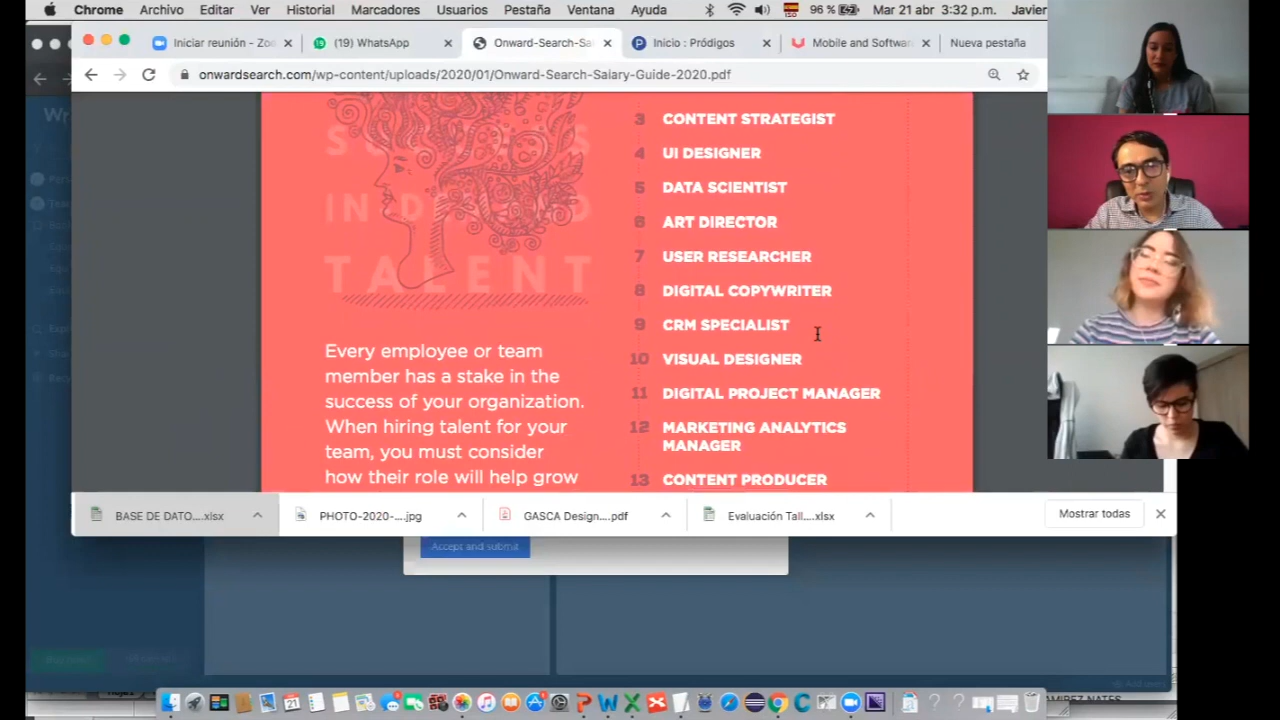 Chrome Archivo Editar Ver Historial Marcadores Usuarios Pestaña Ventana Ayuda ISO 96 % Mar 21 abr 3:32 p.m. Javier
Iniciar reunión - Zoo
(19) WhatsApp
Onward-Search-Sa
Inicio : Pródigos
Mobile and Softwar
Nueva pestaña
onwardsearch.com/wp-content/uploads/2020/01/Onward-Search-Salary-Guide-2020.pdf
TALENT
Every employee or team
member has a stake in the
success of your organization.
When hiring talent for your
team, you must consider
how their role will help grow
3 CONTENT STRATEGIST
4 UI DESIGNER
5 DATA SCIENTIST
6 ART DIRECTOR
7 USER RESEARCHER
8 DIGITAL COPYWRITER
9 CRM SPECIALIST
10 VISUAL DESIGNER
11 DIGITAL PROJECT MANAGER
12 MARKETING ANALYTICS
MANAGER
13 CONTENT PRODUCER
BASE DE DATO....xlsx
PHOTO-2020-....jpg
GASCA Design....pdf
Evaluación Tall....xlsx
Mostrar todas
Accept and submit